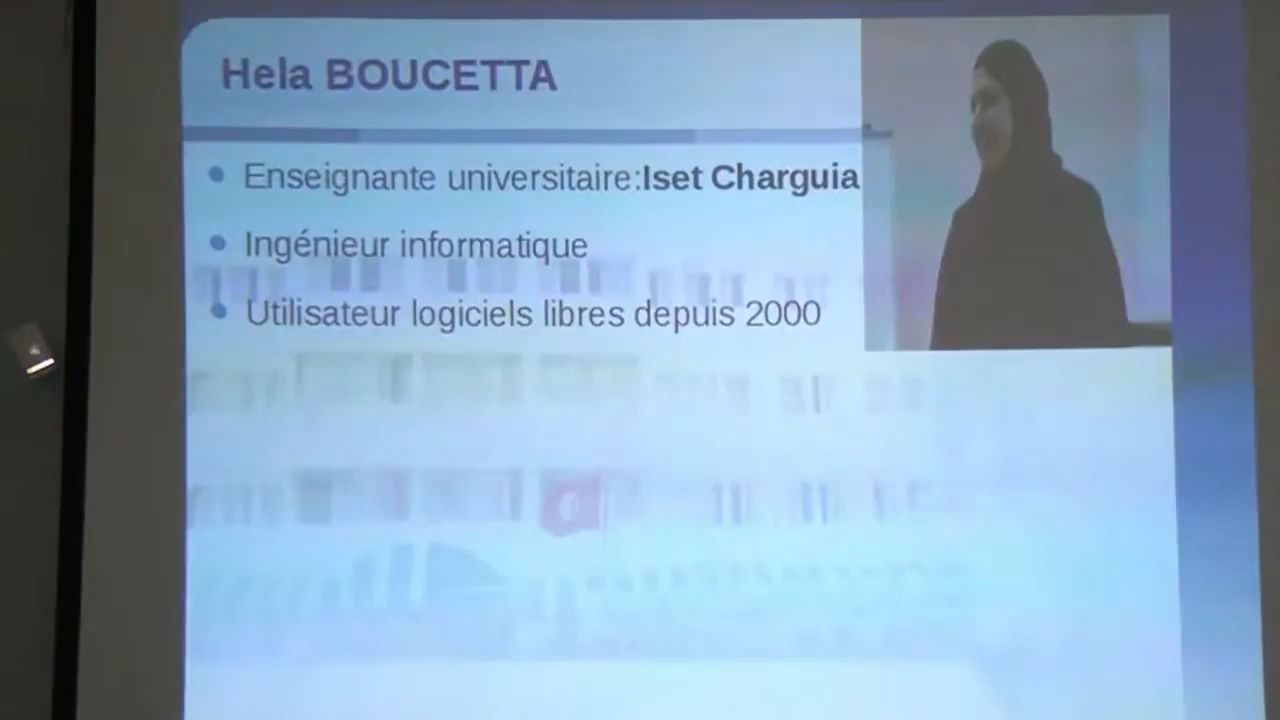 Hela BOUCETTA
Enseignante universitaire:Iset Charguia
Ingénieur informatique
Utilisateur logiciels libres depuis 2000